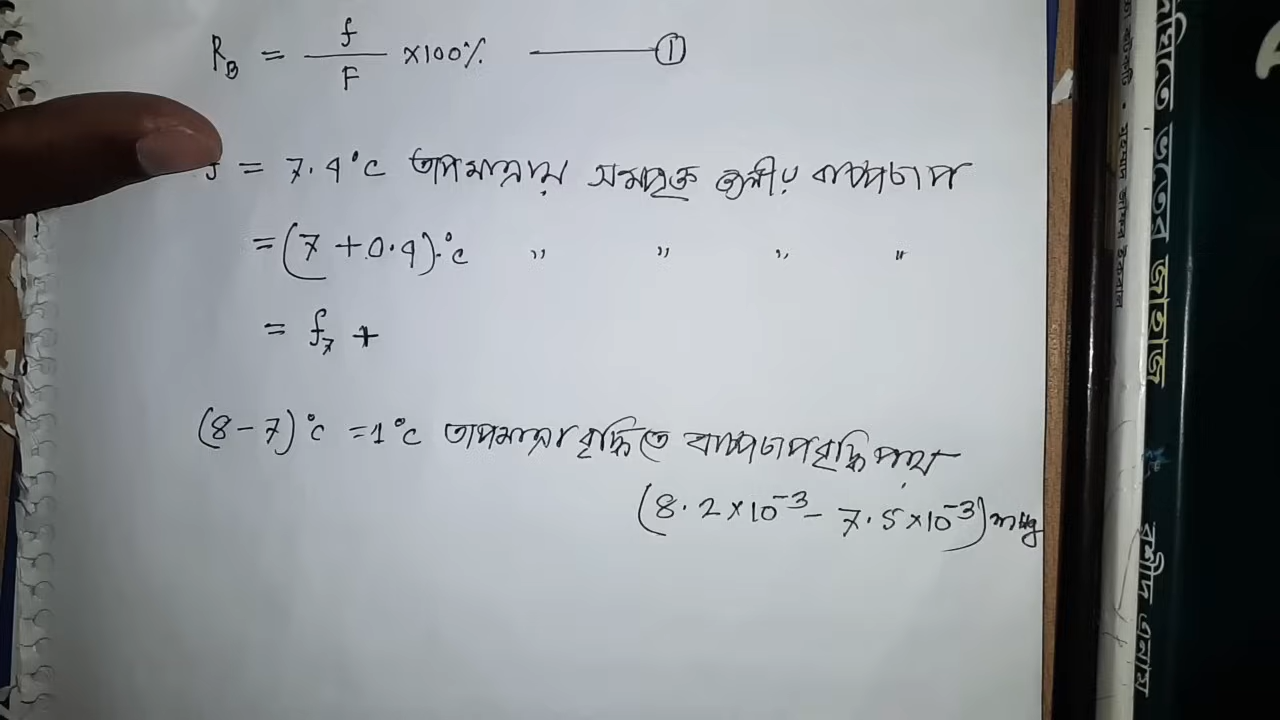 R_B = f/F ×100% ——— ①
= 7.4°C তাপমাত্রায় সম্পৃক্ত জলীয় বাষ্পচাপ
= (7 + 0.4)°C " " " "
= f₇ +
(8 - 7)°C = 1°C তাপমাত্রা বৃদ্ধিতে বাষ্পচাপ বৃদ্ধি পায়
(8.2×10⁻³ - 7.5×10⁻³) mHg